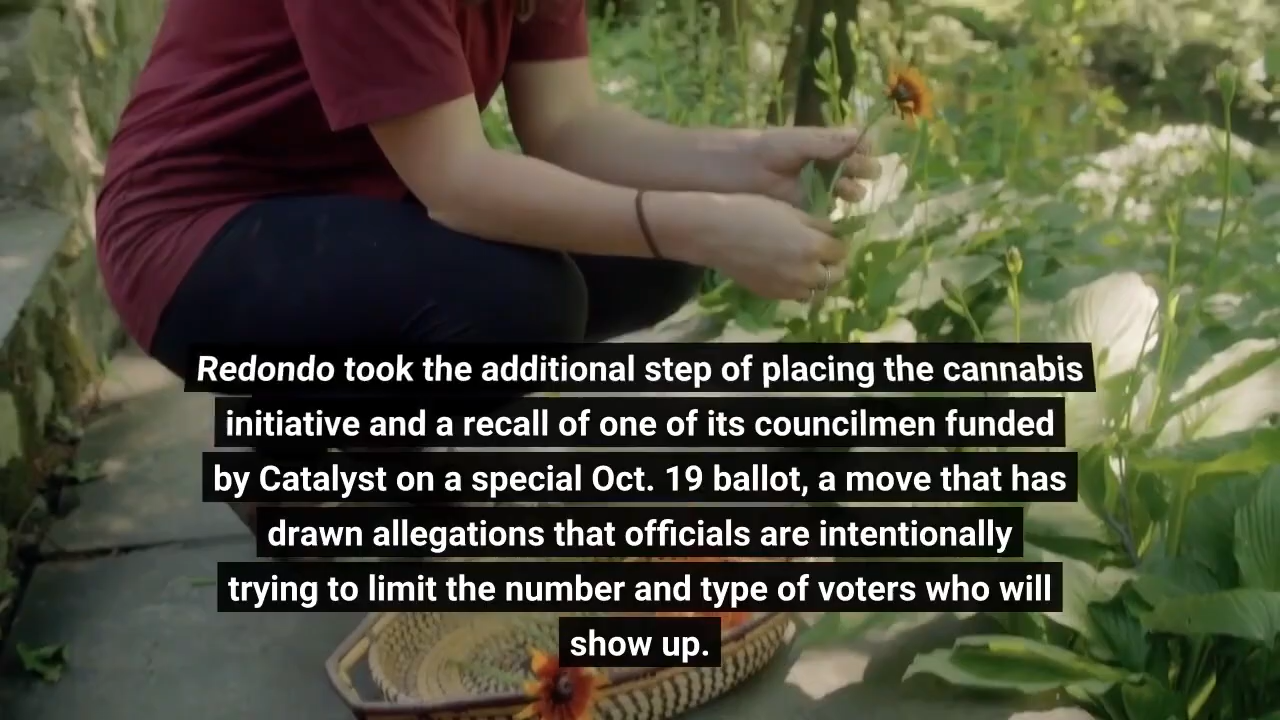 Redondo took the additional step of placing the cannabis
initiative and a recall of one of its councilmen funded
by Catalyst on a special Oct. 19 ballot, a move that has
drawn allegations that officials are intentionally
trying to limit the number and type of voters who will
show up.